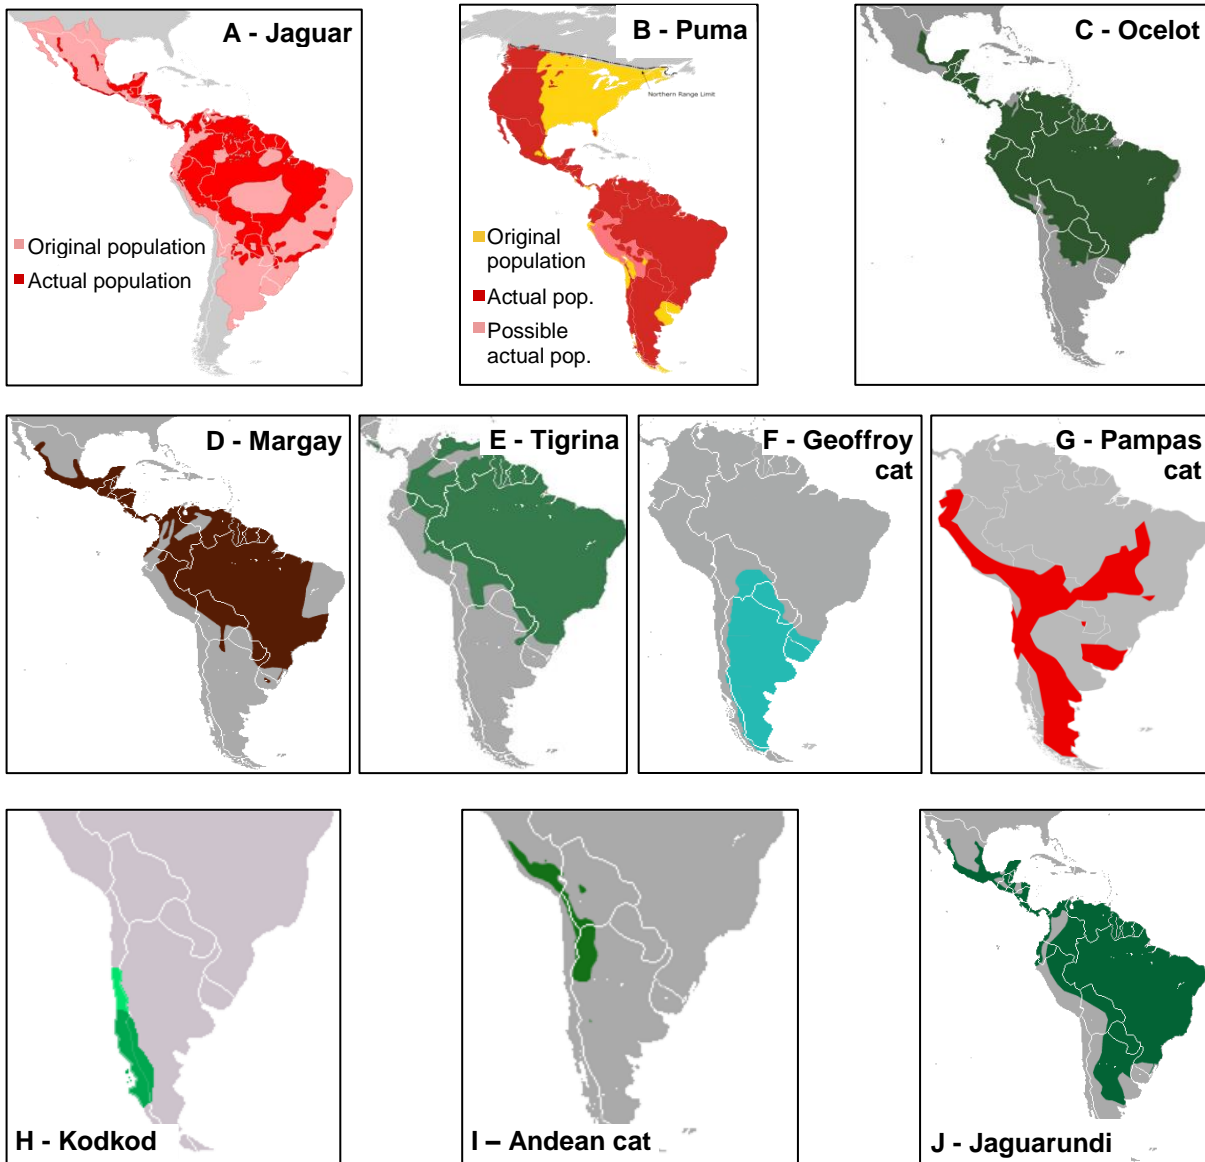 A - Jaguar
Original population
Actual population
B - Puma
Northern Range Limit
Original
population
Actual pop.
Possible
actual pop.
C - Ocelot
D - Margay
E - Tigrina
F - Geoffroy
cat
G - Pampas
cat
H - Kodkod
I – Andean cat
J - Jaguarundi